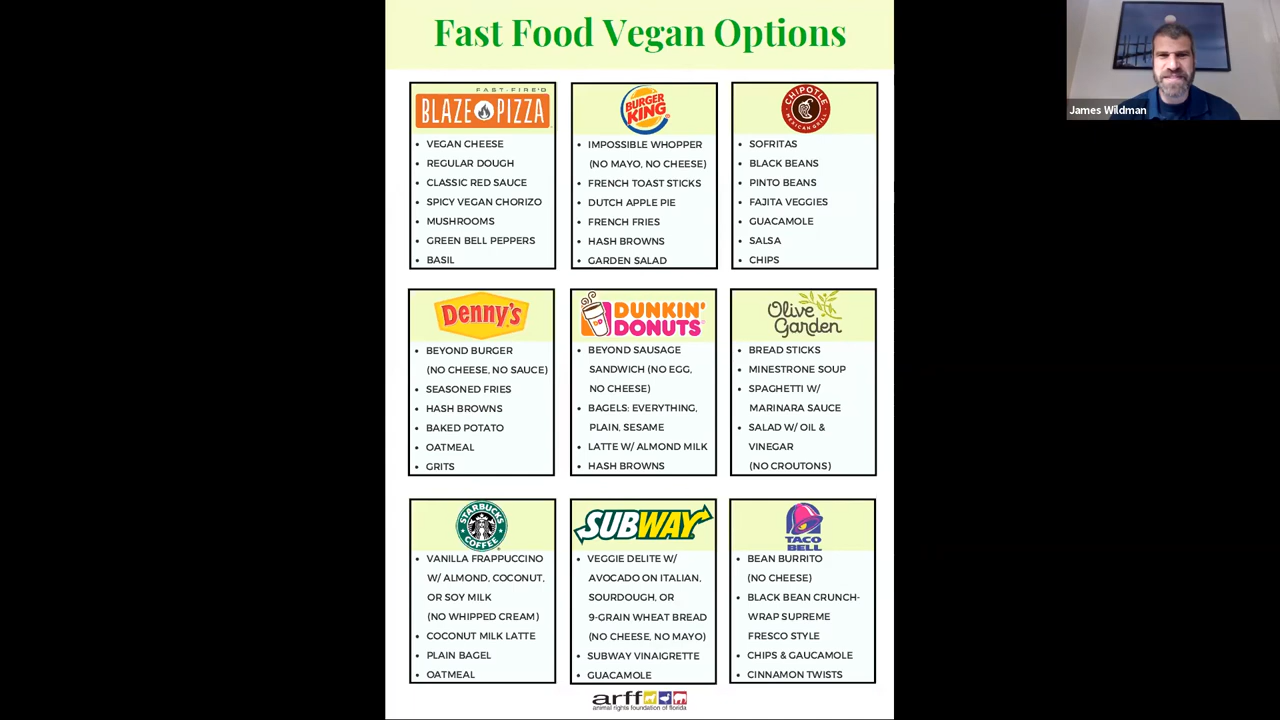 Fast Food Vegan Options
James Wildman
FAST-FIRE'D
BLAZE PIZZA
• VEGAN CHEESE
• REGULAR DOUGH
• CLASSIC RED SAUCE
• SPICY VEGAN CHORIZO
• MUSHROOMS
• GREEN BELL PEPPERS
• BASIL
BURGER
KING
• IMPOSSIBLE WHOPPER
(NO MAYO, NO CHEESE)
• FRENCH TOAST STICKS
• DUTCH APPLE PIE
• FRENCH FRIES
• HASH BROWNS
• GARDEN SALAD
CHIPOTLE
MEXICAN GRILL
• SOFRITAS
• BLACK BEANS
• PINTO BEANS
• FAJITA VEGGIES
• GUACAMOLE
• SALSA
• CHIPS
Denny's
• BEYOND BURGER
(NO CHEESE, NO SAUCE)
• SEASONED FRIES
• HASH BROWNS
• BAKED POTATO
• OATMEAL
• GRITS
DUNKIN'
DONUTS
• BEYOND SAUSAGE
SANDWICH (NO EGG,
NO CHEESE)
• BAGELS: EVERYTHING,
PLAIN, SESAME
• LATTE W/ ALMOND MILK
• HASH BROWNS
Olive
Garden
• BREAD STICKS
• MINESTRONE SOUP
• SPAGHETTI W/
MARINARA SAUCE
• SALAD W/ OIL &
VINEGAR
(NO CROUTONS)
STARBUCKS
COFFEE
• VANILLA FRAPPUCCINO
W/ ALMOND, COCONUT,
OR SOY MILK
(NO WHIPPED CREAM)
• COCONUT MILK LATTE
• PLAIN BAGEL
• OATMEAL
SUBWAY
• VEGGIE DELITE W/
AVOCADO ON ITALIAN,
SOURDOUGH, OR
9-GRAIN WHEAT BREAD
(NO CHEESE, NO MAYO)
• SUBWAY VINAIGRETTE
• GUACAMOLE
TACO
BELL
• BEAN BURRITO
(NO CHEESE)
• BLACK BEAN CRUNCH-
WRAP SUPREME
FRESCO STYLE
• CHIPS & GAUCAMOLE
• CINNAMON TWISTS
arff
animal rights foundation of florida